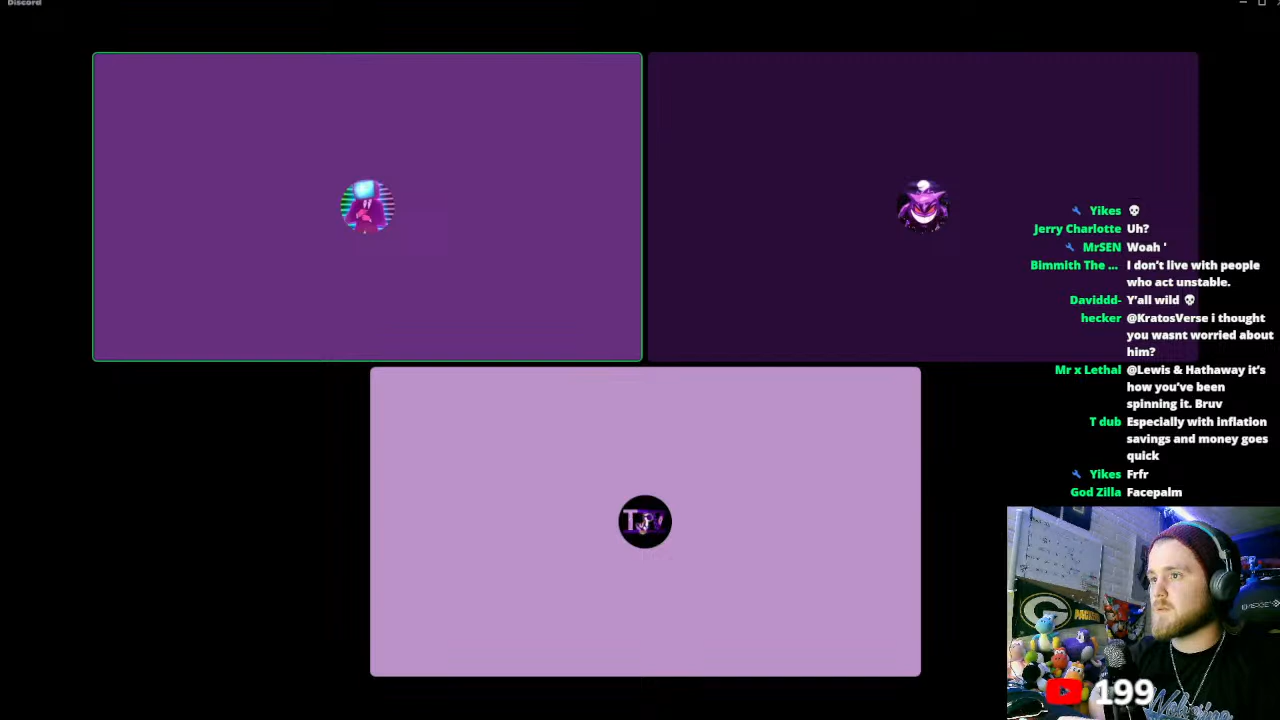 Discord
Yikes 💀
Jerry Charlotte Uh?
MrSEN Woah '
Blmmith The ... I don't live with people
who act unstable.
Daviddd- Y'all wild 💀
hecker @KratosVerse i thought
you wasnt worried about
him?
Mr x Lethal @Lewis & Hathaway it's
how you've been
spinning it. Bruv
T dub Especially with inflation
savings and money goes
quick
Yikes Frfr
God Zilla Facepalm
G
PACKERS
199